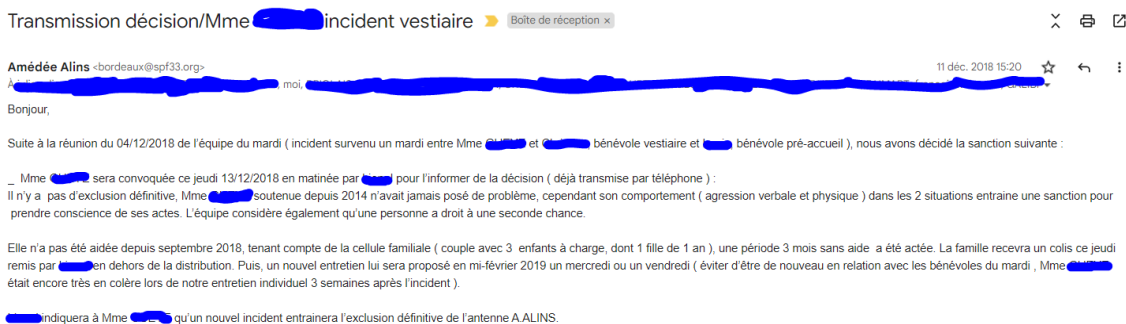 Transmission décision/Mme incident vestiaire Boîte de réception ×
Amédée Alins <bordeaux@spf33.org> 11 déc. 2018 15:20
moi,
Bonjour,
Suite à la réunion du 04/12/2018 de l'équipe du mardi ( incident survenu un mardi entre Mme et bénévole vestiaire et bénévole pré-accueil ), nous avons décidé la sanction suivante :
_ Mme sera convoquée ce jeudi 13/12/2018 en matinée par pour l'informer de la décision ( déjà transmise par téléphone ) :
Il n'y a pas d'exclusion définitive, Mme soutenue depuis 2014 n'avait jamais posé de problème, cependant son comportement ( agression verbale et physique ) dans les 2 situations entraine une sanction pour
prendre conscience de ses actes. L'équipe considère également qu'une personne a droit à une seconde chance.
Elle n'a pas été aidée depuis septembre 2018, tenant compte de la cellule familiale ( couple avec 3 enfants à charge, dont 1 fille de 1 an ), une période 3 mois sans aide a été actée. La famille recevra un colis ce jeudi
remis par en dehors de la distribution. Puis, un nouvel entretien lui sera proposé en mi-février 2019 un mercredi ou un vendredi ( éviter d'être de nouveau en relation avec les bénévoles du mardi , Mme
était encore très en colère lors de notre entretien individuel 3 semaines après l'incident ).
indiquera à Mme qu'un nouvel incident entrainera l'exclusion définitive de l'antenne A.ALINS.